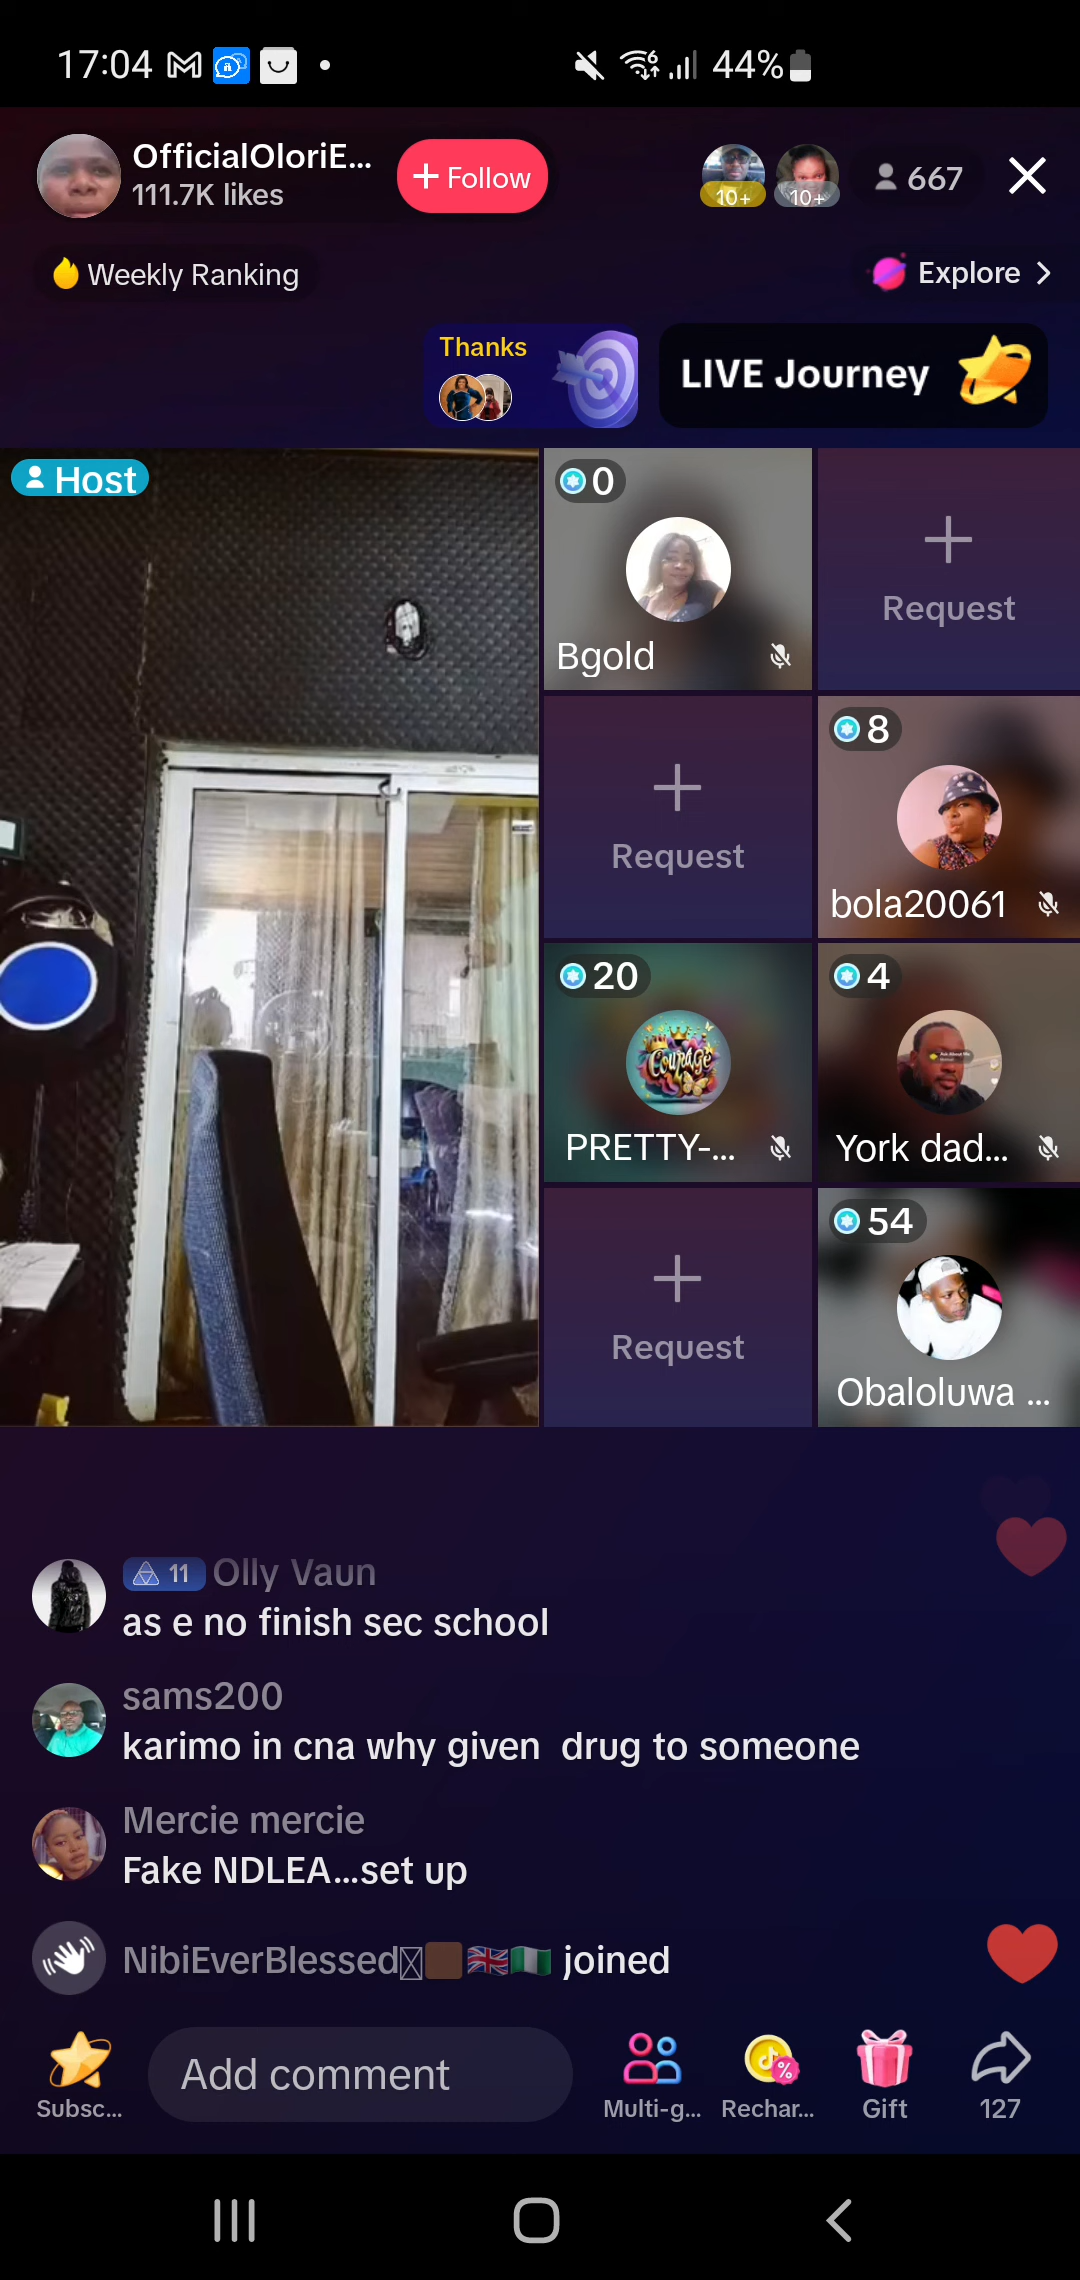 17:04
44%
OfficialOloriE...
111.7K likes
+ Follow
10+
10+
667
Weekly Ranking
Explore
Thanks
LIVE Journey
Host
0
Bgold
Request
Request
8
bola20061
20
Courage
PRETTY-...
4
York dad...
Request
54
Obaloluwa ...
11 Olly Vaun
as e no finish sec school
sams200
karimo in cna why given  drug to someone
Mercie mercie
Fake NDLEA...set up
NibiEverBlessed🏿🇬🇧🇳🇬 joined
Add comment
Subsc...
Multi-g...
Rechar...
Gift
127